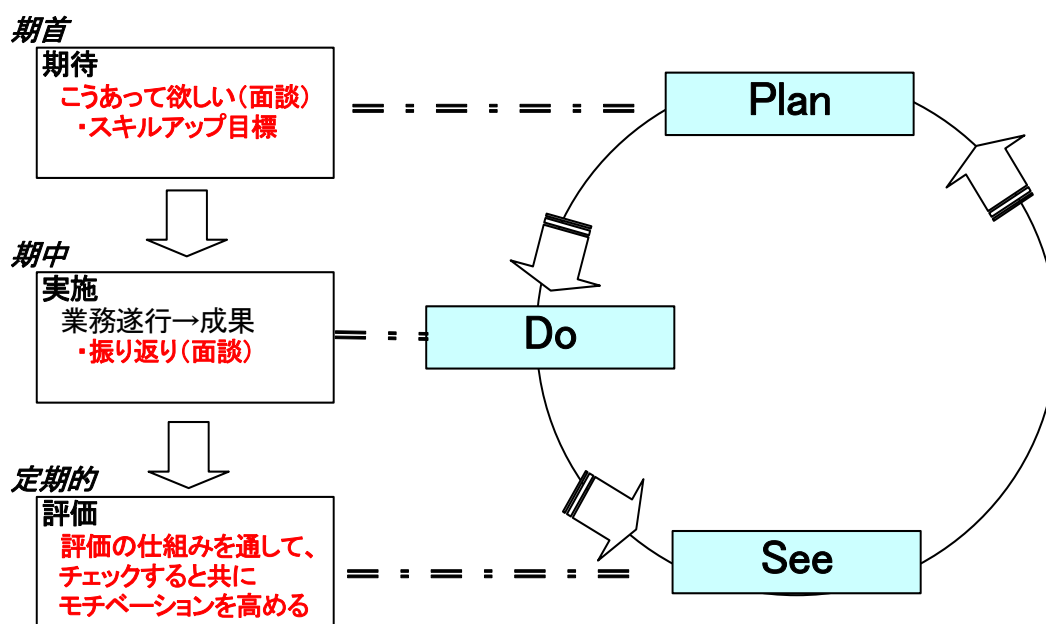 期首
期待
こうあって欲しい(面談)
・スキルアップ目標
Plan
期中
実施
業務遂行→成果
・振り返り(面談)
Do
定期的
評価
評価の仕組みを通して、
チェックすると共に
モチベーションを高める
See